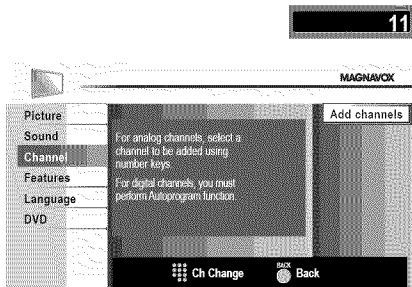 11
MAGNAVOX
Picture
Sound
Channel
Features
Language
DVD
For analog channels, select a
channel to be added using
number keys.
For digital channels, you must
perform Autoprogram function.
Add channels
Ch Change
BACK
Back